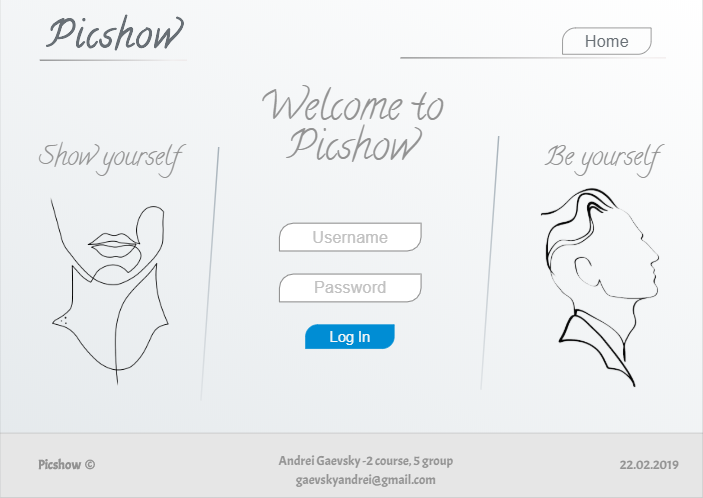 Picshow
Home
Welcome to
Picshow
Show yourself
Be yourself
Username
Password
Log In
Picshow ©
Andrei Gaevsky -2 course, 5 group
gaevskyandrei@gmail.com
22.02.2019